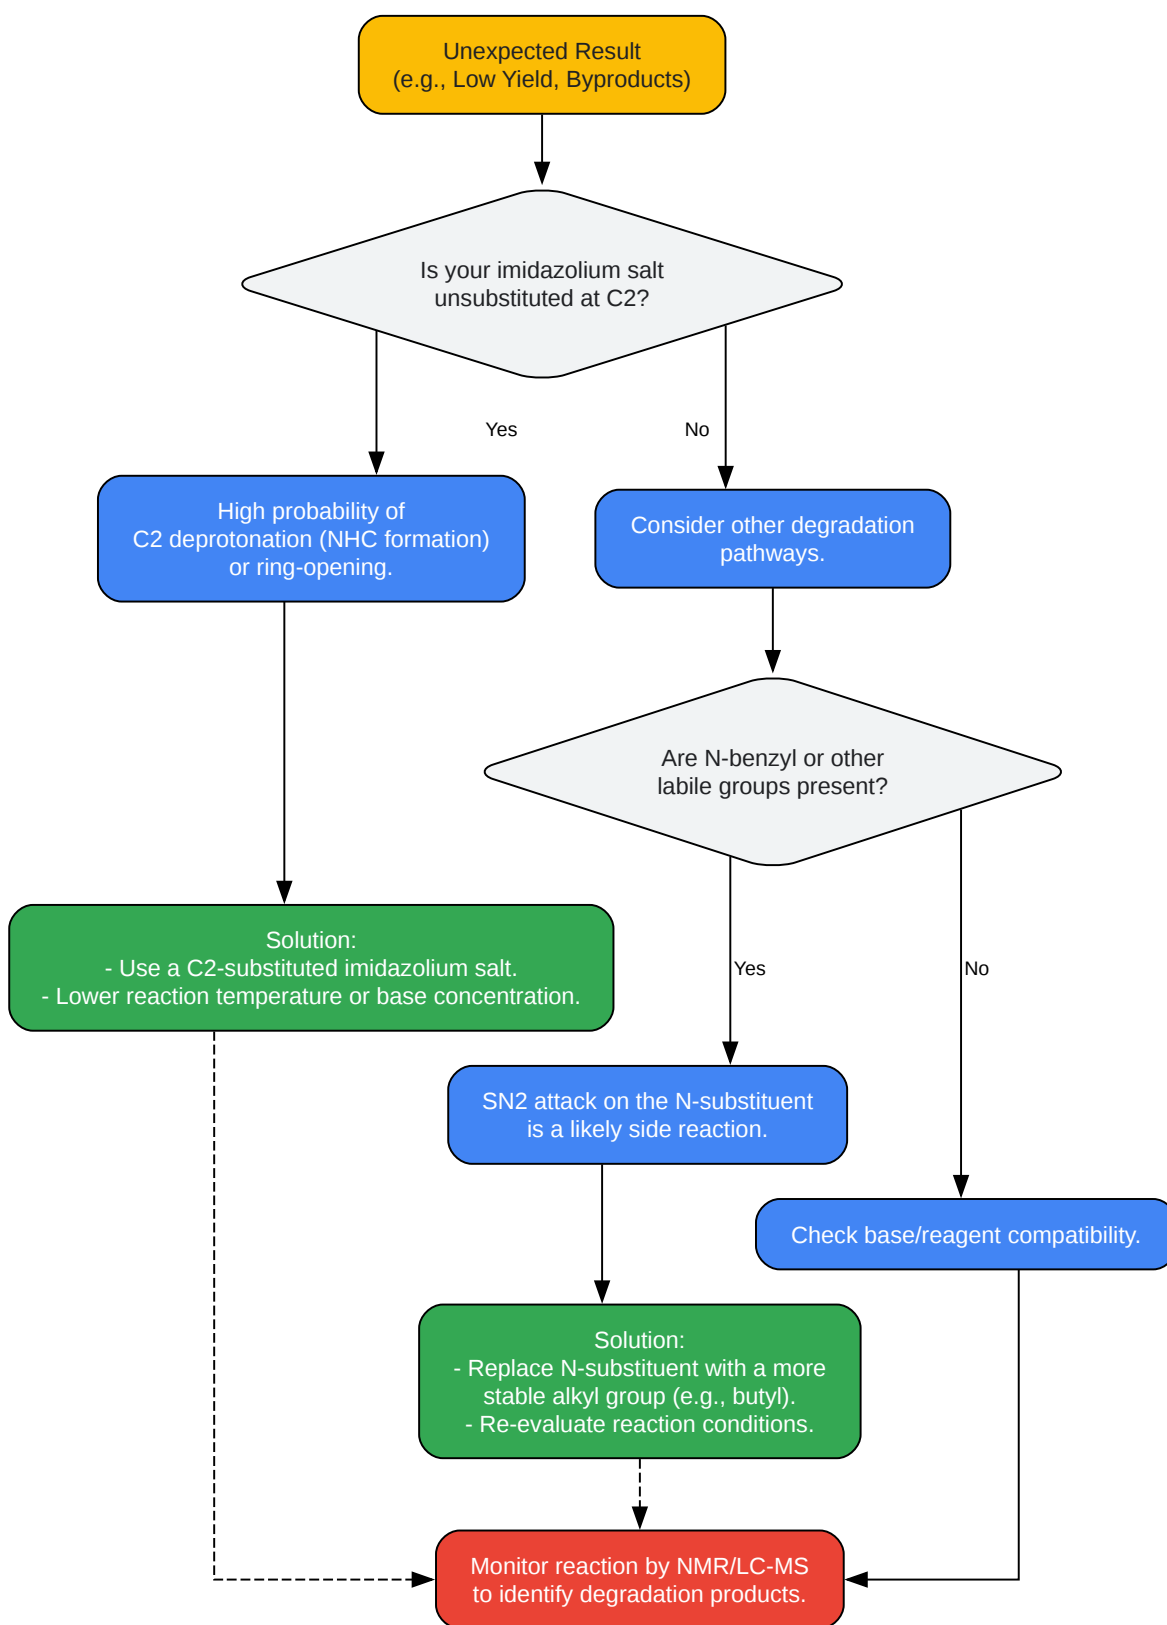 Unexpected Result
(e.g., Low Yield, Byproducts)
Is your imidazolium salt
unsubstituted at C2?
Yes
No
High probability of
C2 deprotonation (NHC formation)
or ring-opening.
Consider other degradation
pathways.
Are N-benzyl or other
labile groups present?
Solution:
- Use a C2-substituted imidazolium salt.
- Lower reaction temperature or base concentration.
Yes
No
SN2 attack on the N-substituent
is a likely side reaction.
Check base/reagent compatibility.
Solution:
- Replace N-substituent with a more
stable alkyl group (e.g., butyl).
- Re-evaluate reaction conditions.
Monitor reaction by NMR/LC-MS
to identify degradation products.